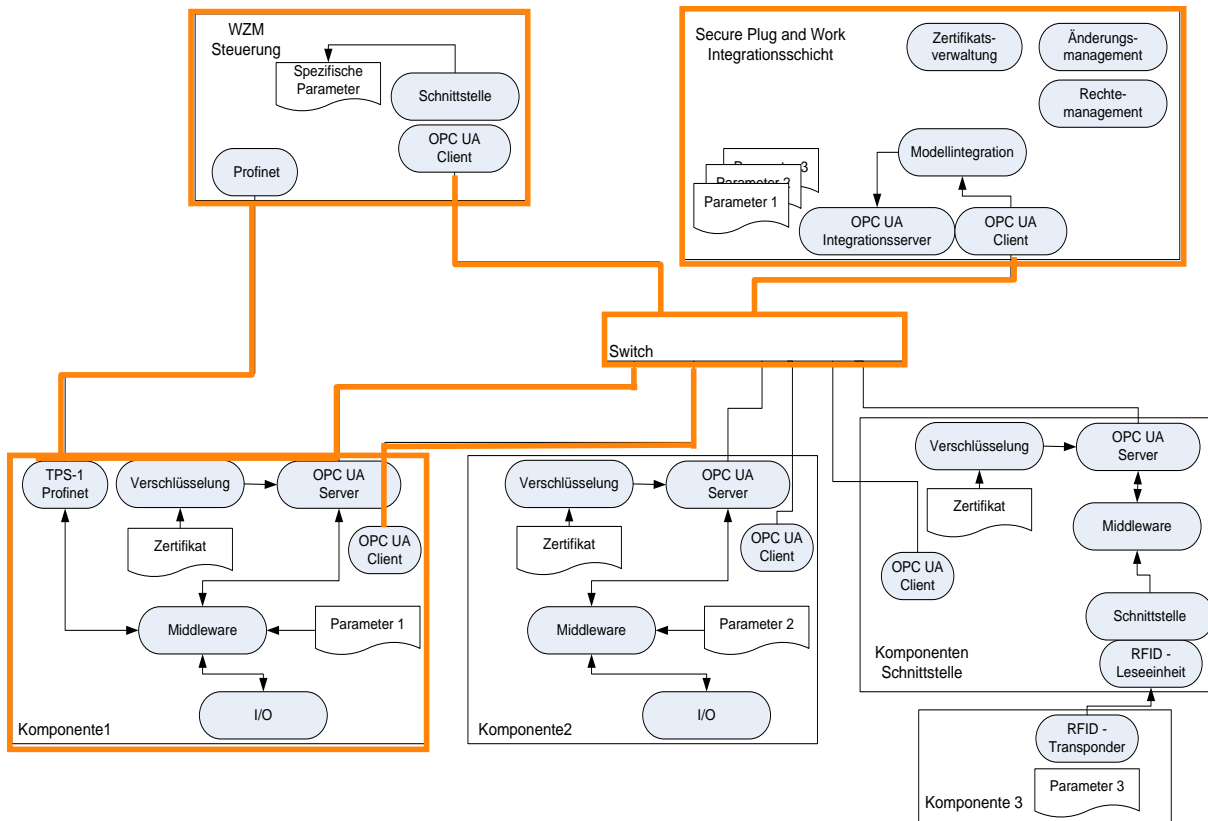 WZM
Steuerung
Spezifische
Parameter
Schnittstelle
OPC UA
Client
Profinet
Secure Plug and Work
Integrationsschicht
Zertifikats-
verwaltung
Änderungs-
management
Rechte-
management
Modellintegration
Parameter 3
Parameter 2
Parameter 1
OPC UA
Integrationsserver
OPC UA
Client
Switch
TPS-1
Profinet
Verschlüsselung
OPC UA
Server
Zertifikat
OPC UA
Client
Middleware
Parameter 1
I/O
Komponente1
Verschlüsselung
OPC UA
Server
Zertifikat
OPC UA
Client
Middleware
Parameter 2
I/O
Komponente2
Verschlüsselung
OPC UA
Server
Zertifikat
Middleware
OPC UA
Client
Schnittstelle
RFID -
Leseeinheit
Komponenten
Schnittstelle
RFID -
Transponder
Parameter 3
Komponente 3